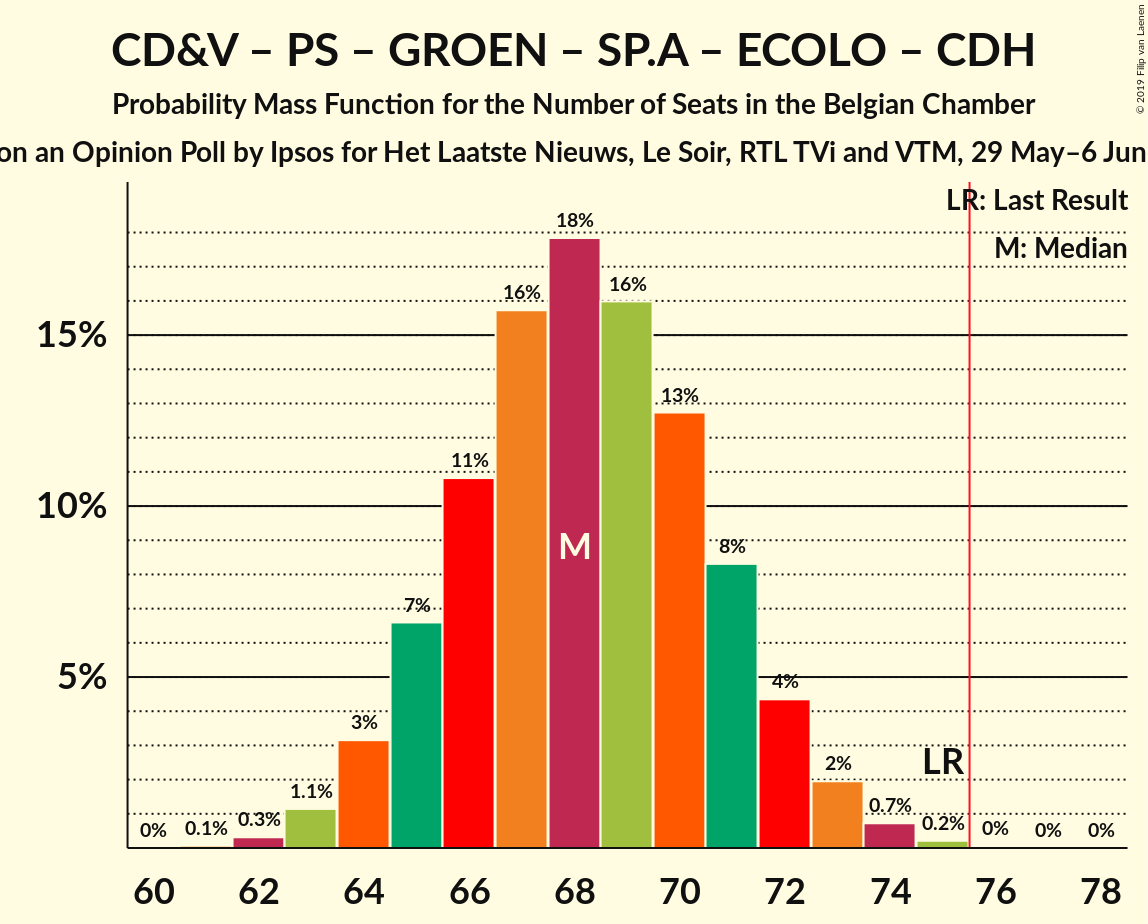 CD&V – PS – GROEN – SP.A – ECOLO – CDH
Probability Mass Function for the Number of Seats in the Belgian Chamber
on an Opinion Poll by Ipsos for Het Laatste Nieuws, Le Soir, RTL TVi and VTM, 29 May–6 Jun
© 2019 Filip van Laenen
LR: Last Result
M: Median
18%
16%
16%
15%
13%
11%
10%
M
8%
7%
5%
4%
3%
2%
LR
1.1%
0.7%
0.3%
0.2%
0%
0.1%
0%
0%
0%
60 62 64 66 68 70 72 74 76 78